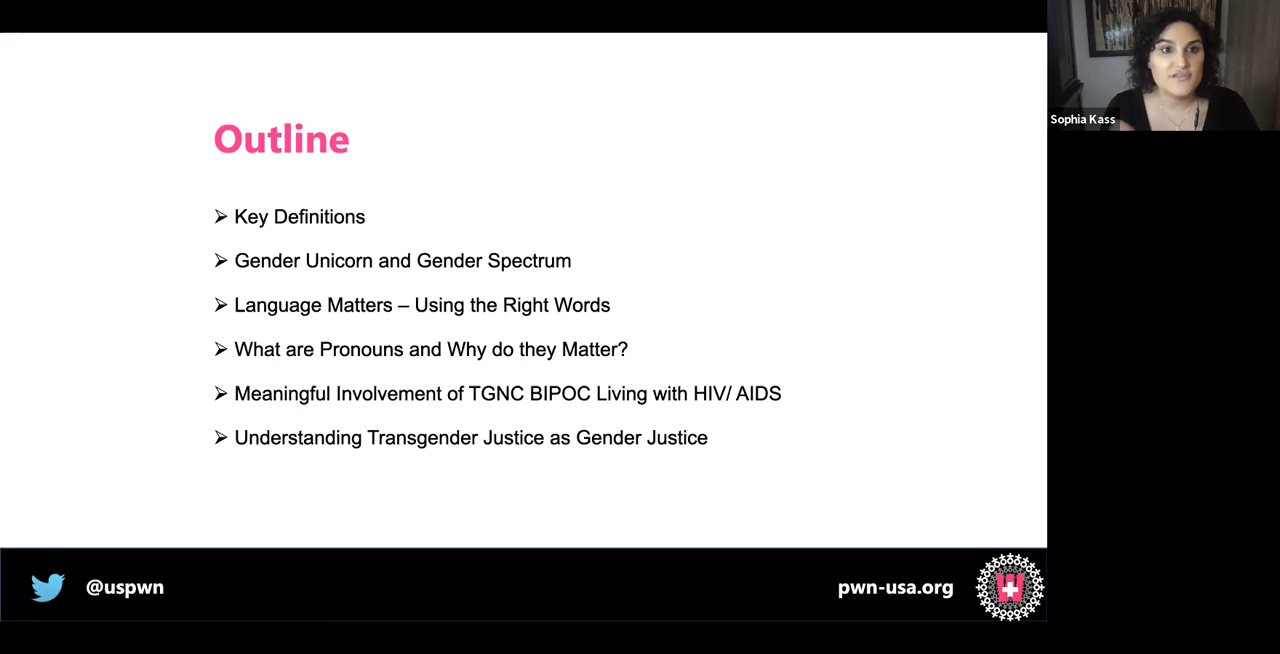 Outline
➢ Key Definitions
➢ Gender Unicorn and Gender Spectrum
➢ Language Matters – Using the Right Words
➢ What are Pronouns and Why do they Matter?
➢ Meaningful Involvement of TGNC BIPOC Living with HIV/ AIDS
➢ Understanding Transgender Justice as Gender Justice
@uspwn
pwn-usa.org
Sophia Kass